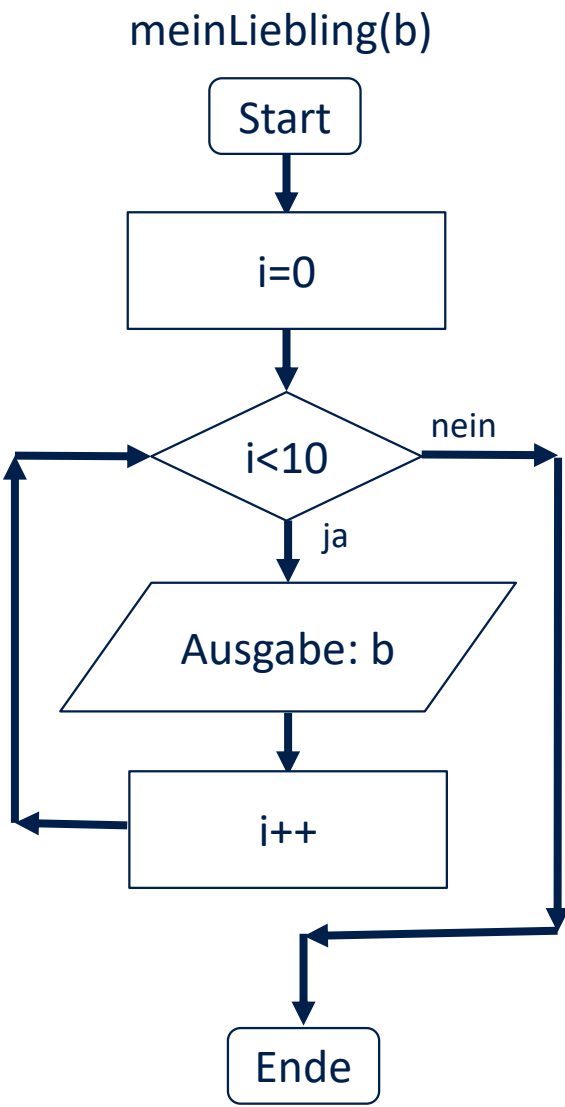 meinLiebling(b)
Start
i=0
i<10
nein
ja
Ausgabe: b
i++
Ende